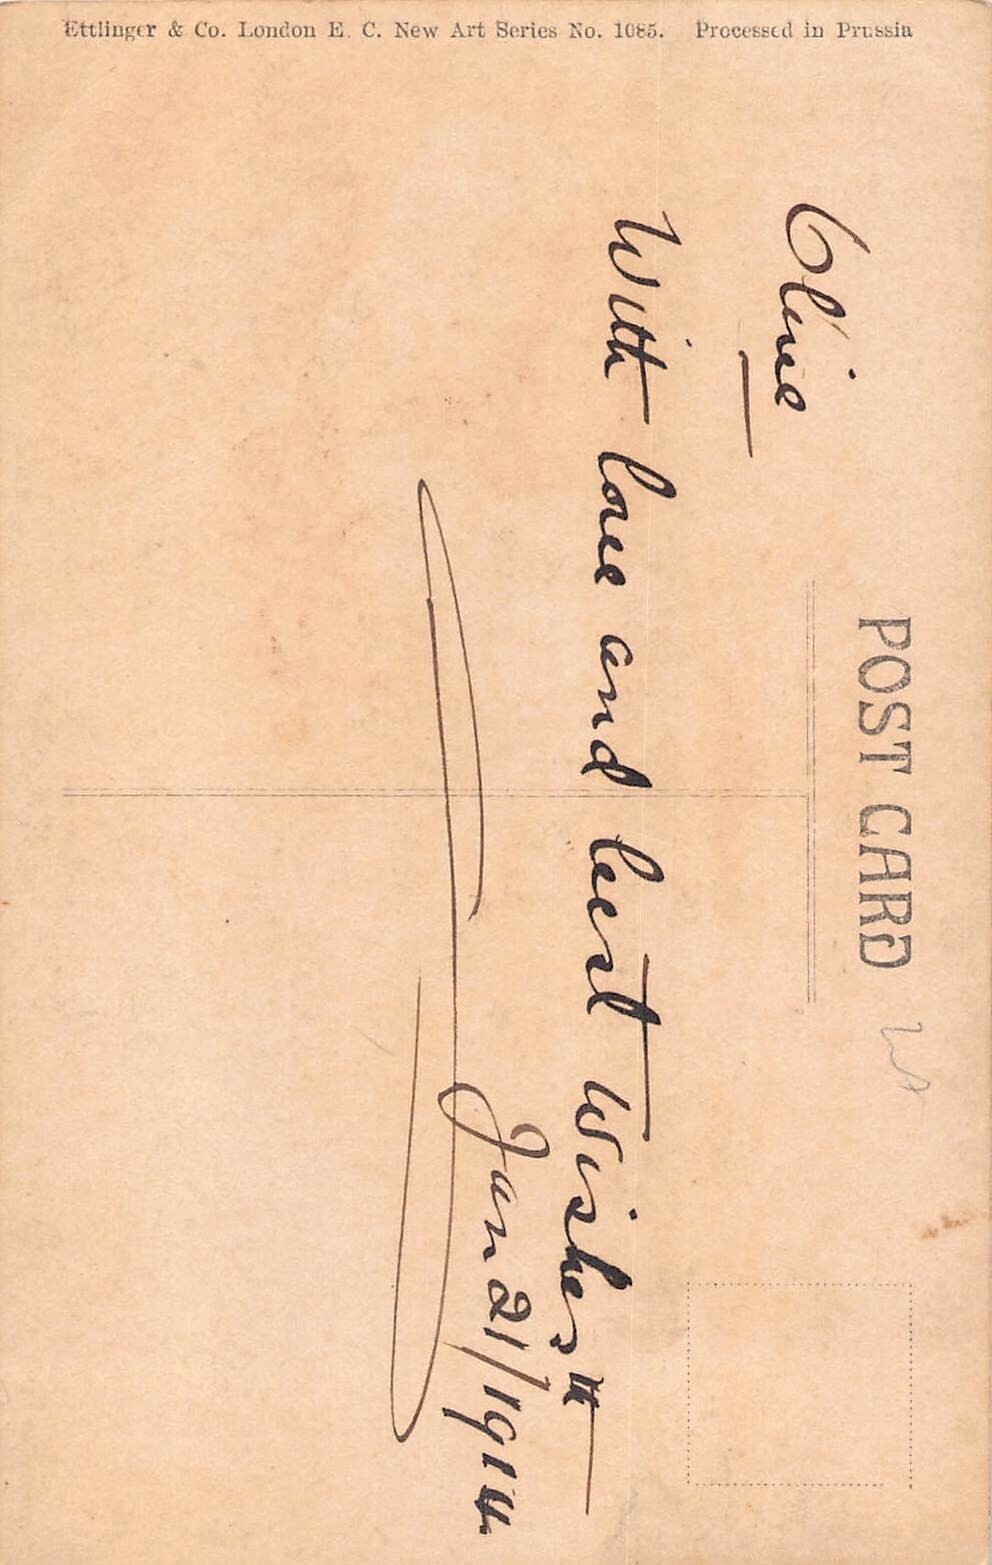 Ettlinger & Co. London E. C. New Art Series No. 1085. Processed in Prussia
POST CARD
Olive
With love and best wishes
Jan 21/1914